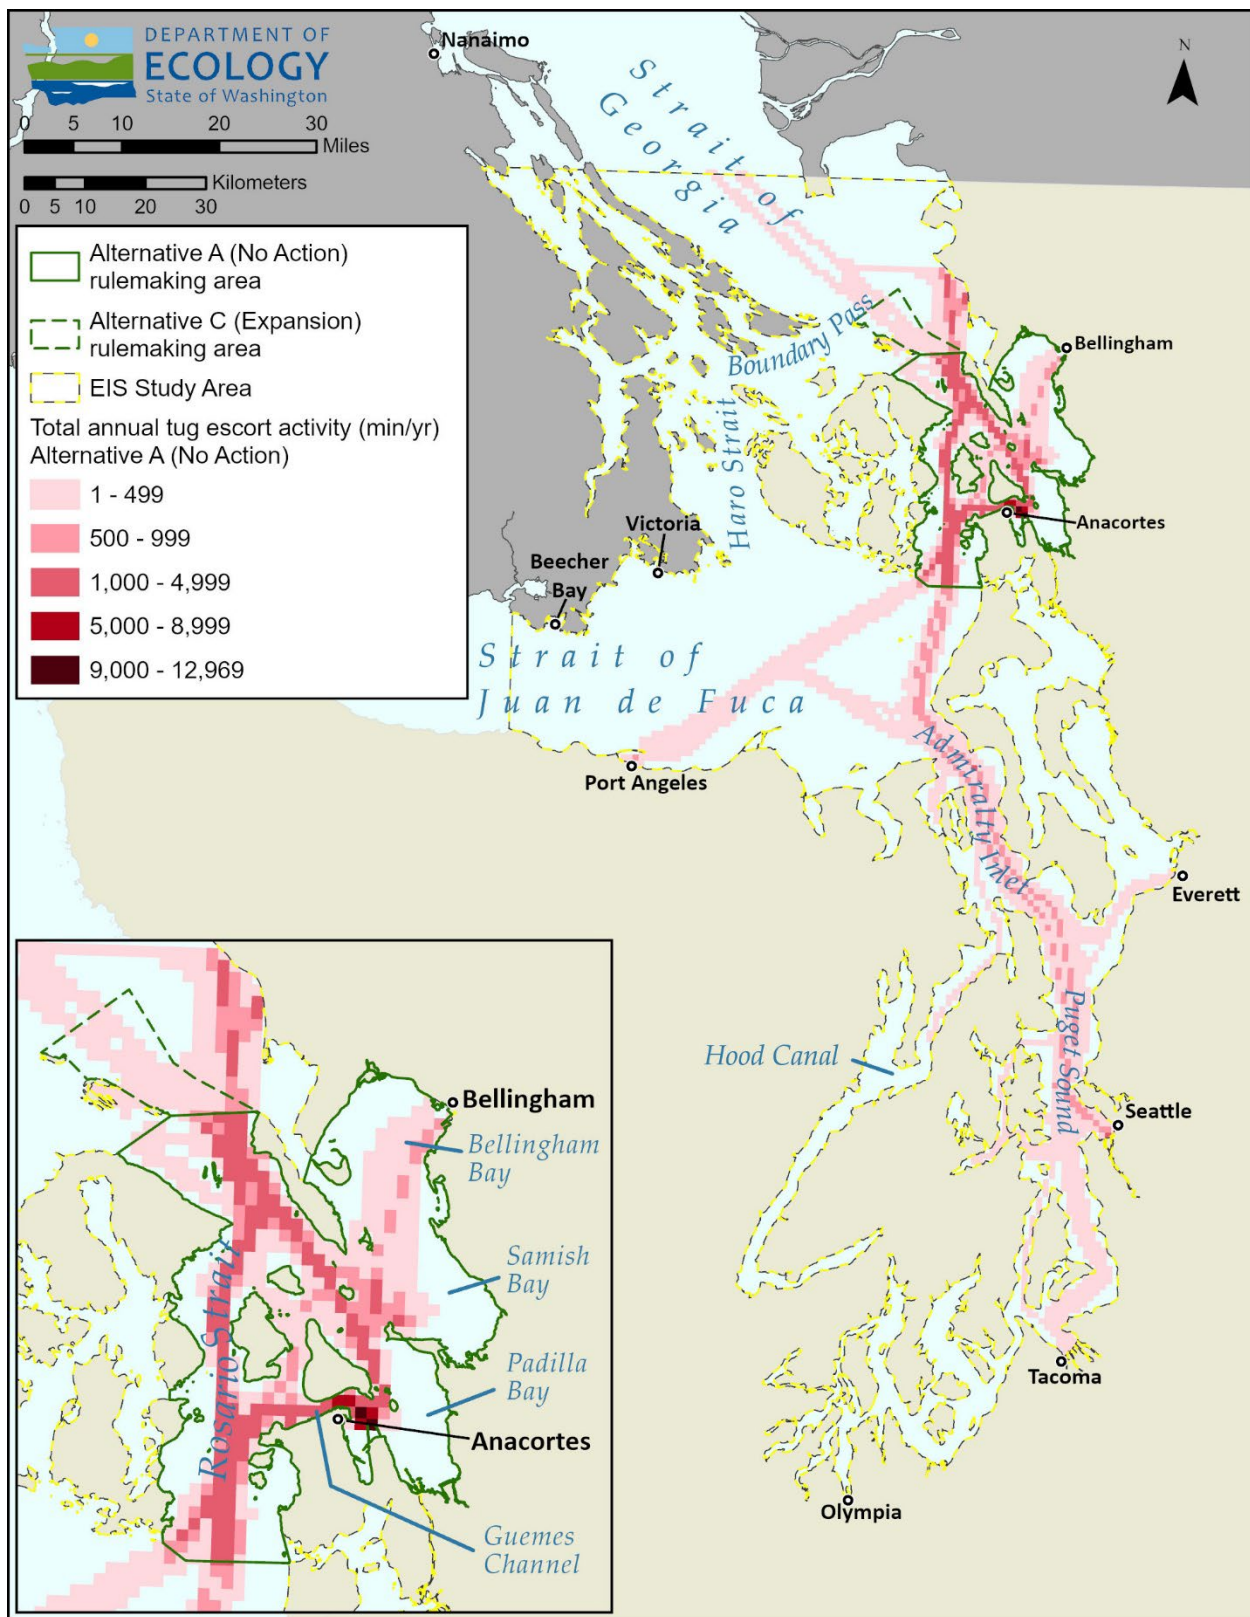 DEPARTMENT OF
ECOLOGY
State of Washington
0 5 10 20 30
Miles
Kilometers
0 5 10 20 30
Alternative A (No Action)
rulemaking area
Alternative C (Expansion)
rulemaking area
EIS Study Area
Total annual tug escort activity (min/yr)
Alternative A (No Action)
1 - 499
500 - 999
1,000 - 4,999
5,000 - 8,999
9,000 - 12,969
N
Nanaimo
Strait of
Georgia
Boundary Pass
Haro Strait
Bellingham
Anacortes
Victoria
Beecher
Bay
Strait of
Juan de Fuca
Port Angeles
Admiralty Inlet
Everett
Puget Sound
Hood Canal
Seattle
Tacoma
Olympia
Bellingham
Bellingham
Bay
Samish
Bay
Padilla
Bay
Rosario Strait
Anacortes
Guemes
Channel